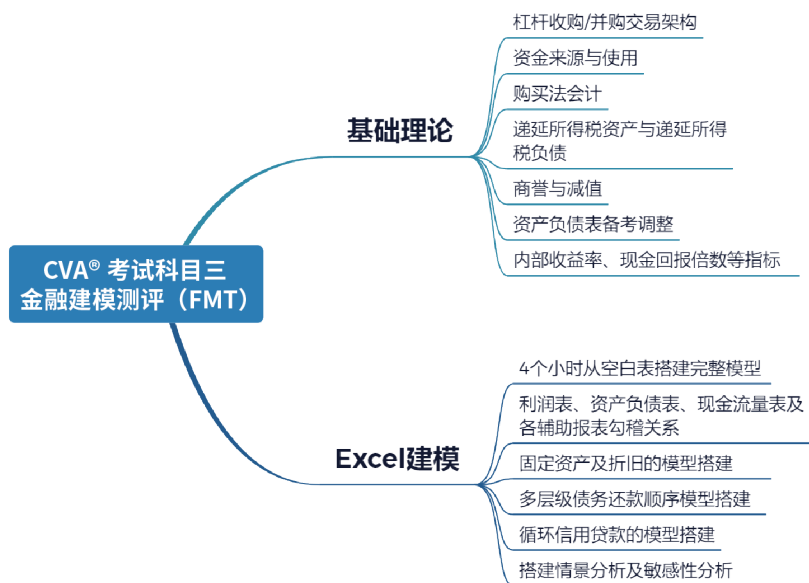 CVA® 考试科目三
金融建模测评（FMT）
基础理论
杠杆收购/并购交易架构
资金来源与使用
购买法会计
递延所得税资产与递延所得
税负债
商誉与减值
资产负债表备考调整
内部收益率、现金回报倍数等指标
Excel建模
4个小时从空白表搭建完整模型
利润表、资产负债表、现金流量表及
各辅助报表勾稽关系
固定资产及折旧的模型搭建
多层级债务还款顺序模型搭建
循环信用贷款的模型搭建
搭建情景分析及敏感性分析